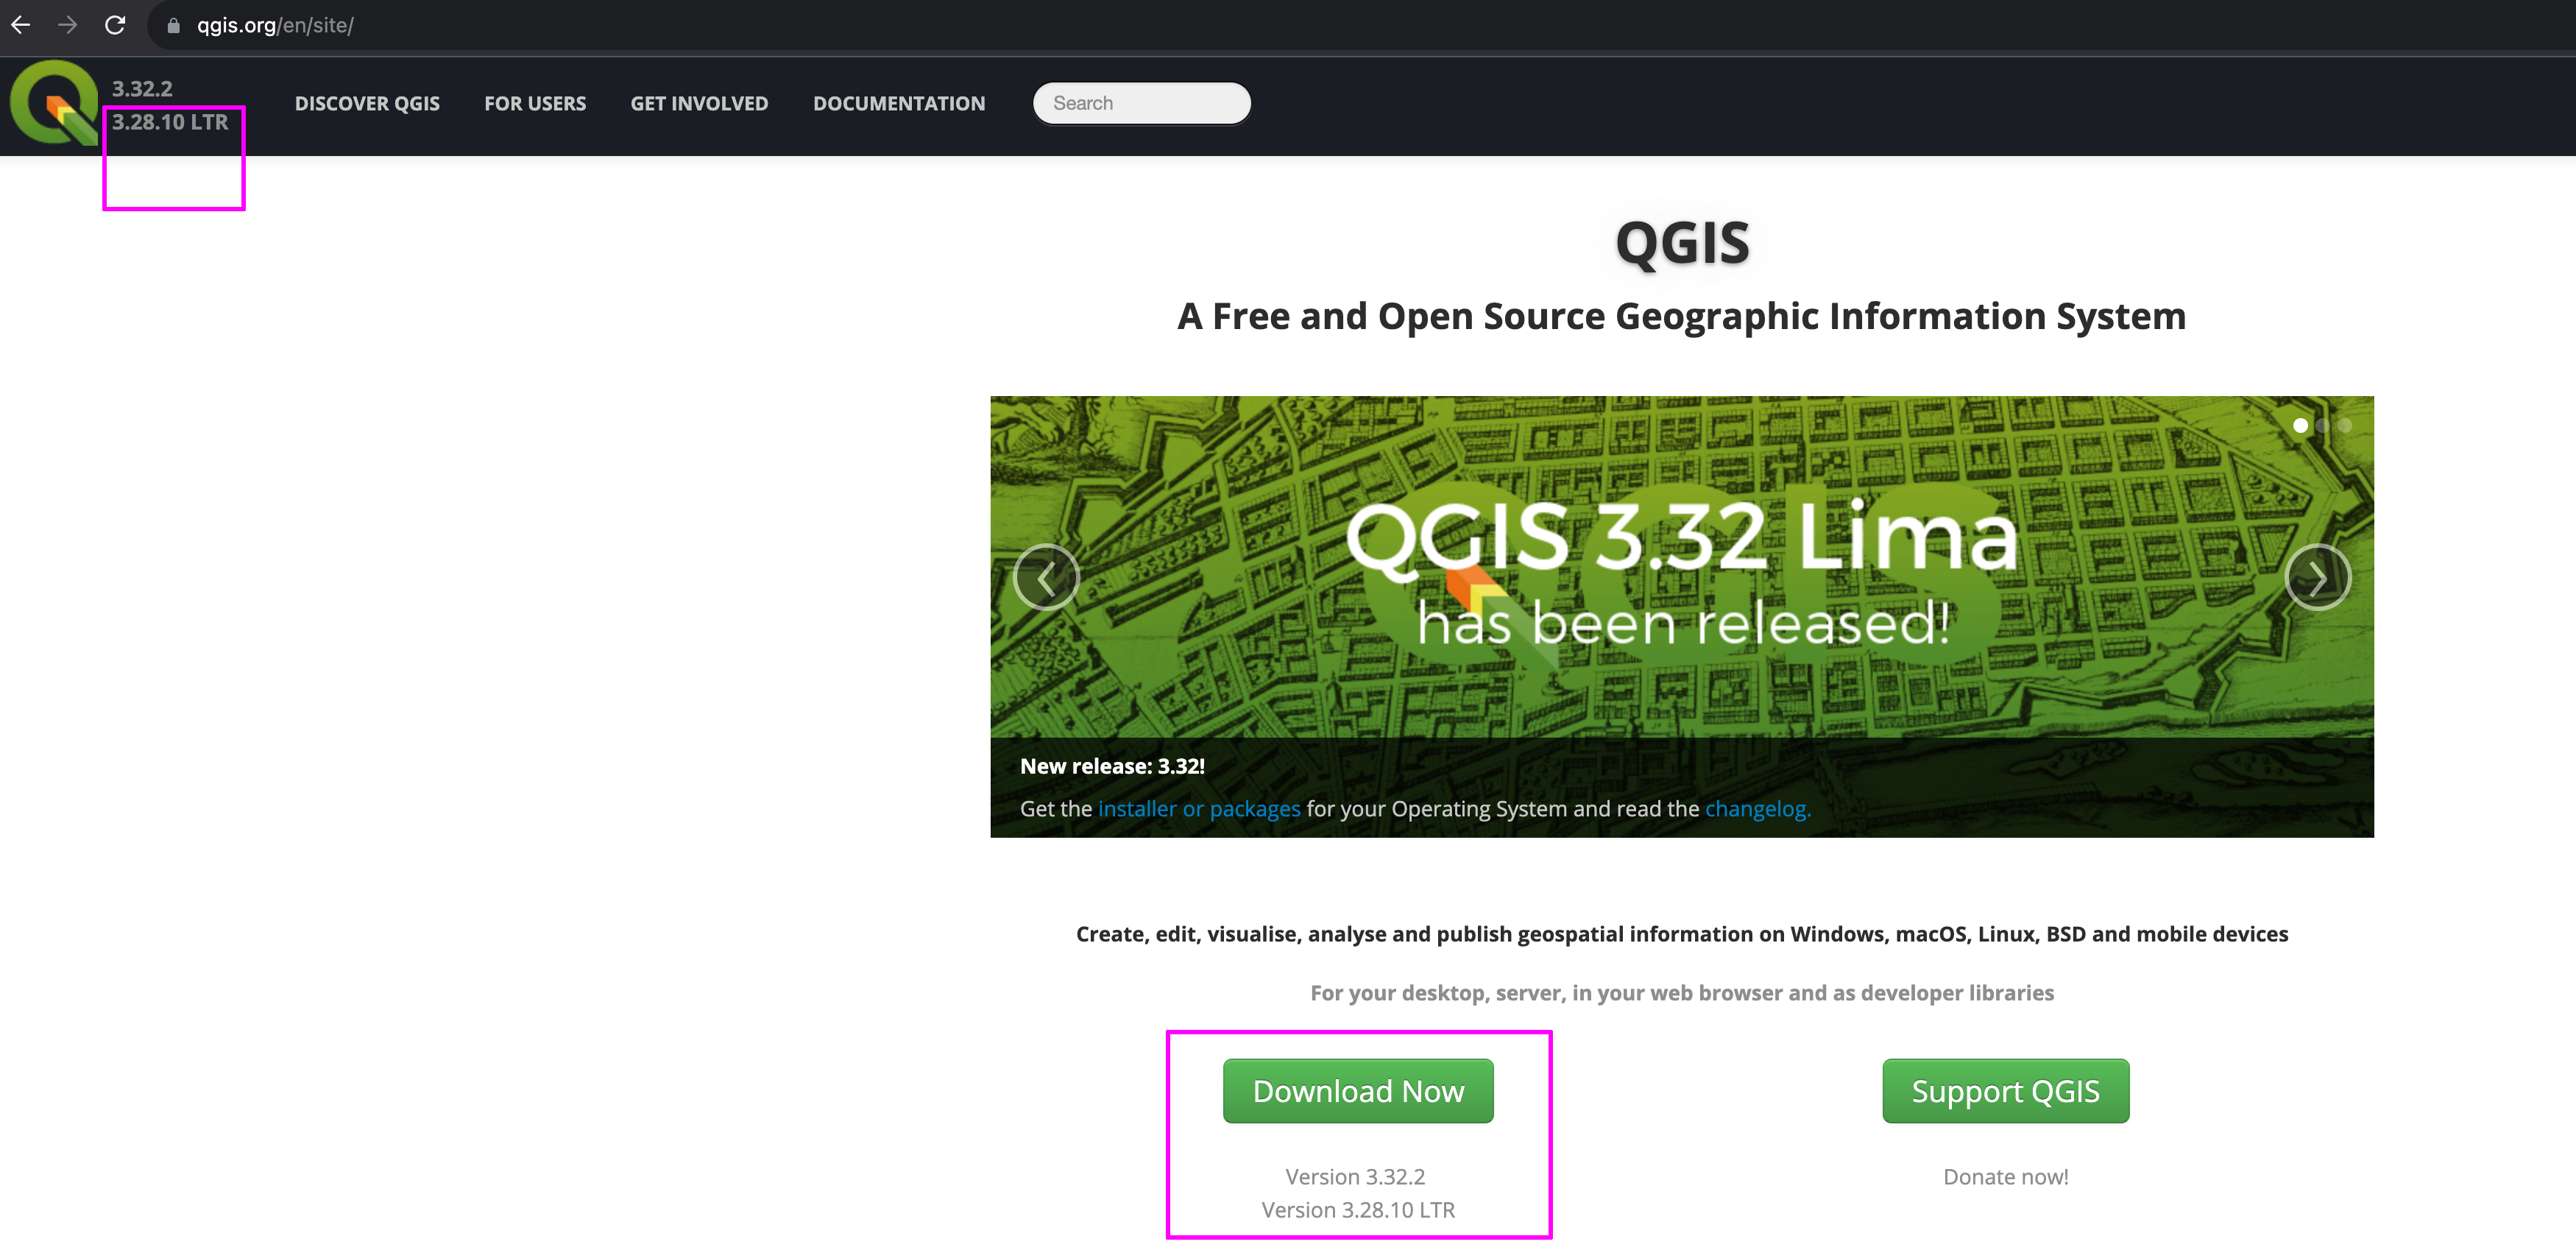 qgis.org/en/site/
3.32.2
3.28.10 LTR
DISCOVER QGIS
FOR USERS
GET INVOLVED
DOCUMENTATION
Search
QGIS
A Free and Open Source Geographic Information System
QGIS 3.32 Lima
has been released!
New release: 3.32!
Get the installer or packages for your Operating System and read the changelog.
Create, edit, visualise, analyse and publish geospatial information on Windows, macOS, Linux, BSD and mobile devices
For your desktop, server, in your web browser and as developer libraries
Download Now
Version 3.32.2
Version 3.28.10 LTR
Support QGIS
Donate now!